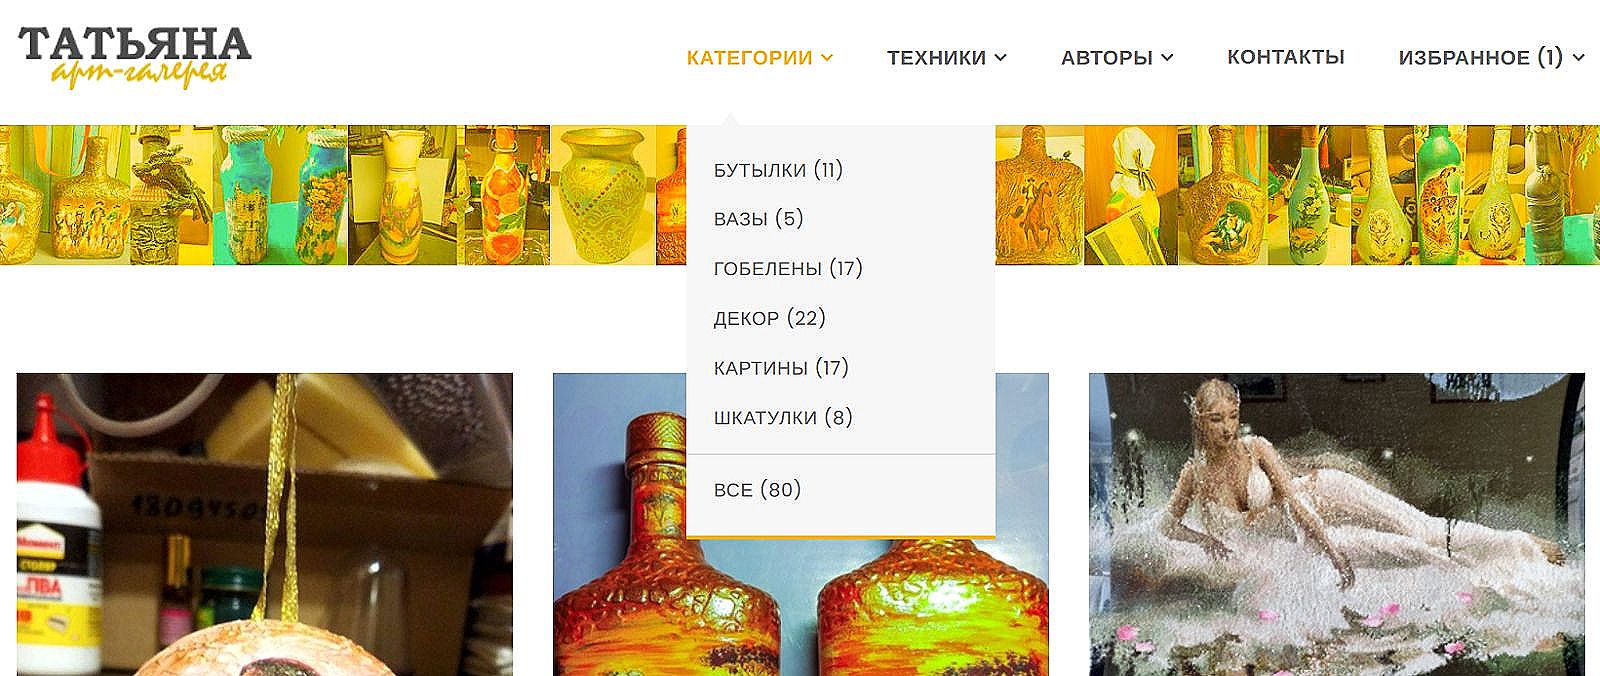 ТАТЬЯНА
арт-галерея
КАТЕГОРИИ ТЕХНИКИ АВТОРЫ КОНТАКТЫ ИЗБРАННОЕ (1)
БУТЫЛКИ (11)
ВАЗЫ (5)
ГОБЕЛЕНЫ (17)
ДЕКОР (22)
КАРТИНЫ (17)
ШКАТУЛКИ (8)
ВСЕ (80)
Момент
СТОЛЯР
ПВА